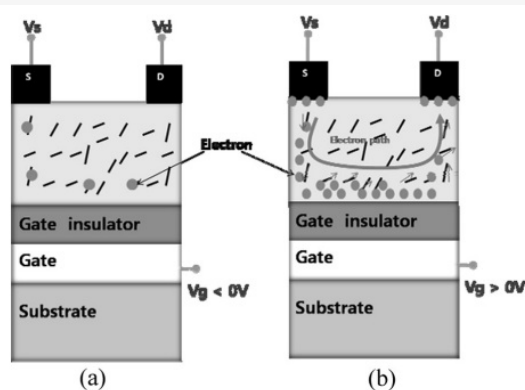 Vs
Vd
Vs
Vd
S
D
S
D
Electron
Electron path
Gate insulator
Gate insulator
Gate
Gate
Vg < 0V
Vg > 0V
Substrate
Substrate
(a)
(b)